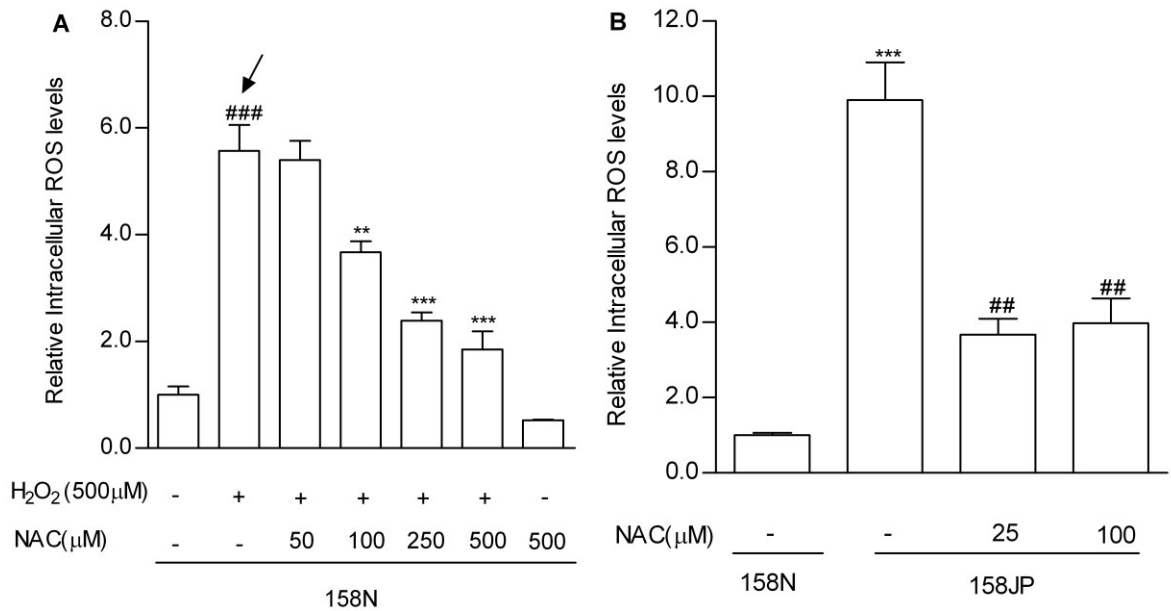 A
Relative Intracellular ROS levels
8.0
6.0
4.0
2.0
0.0
###
**
***
***
H₂O₂ (500μM) - + + + + + -
NAC(μM) - - 50 100 250 500 500
158N
B
Relative Intracellular ROS levels
12.0
10.0
8.0
6.0
4.0
2.0
0.0
***
##
##
NAC(μM) - - 25 100
158N 158JP